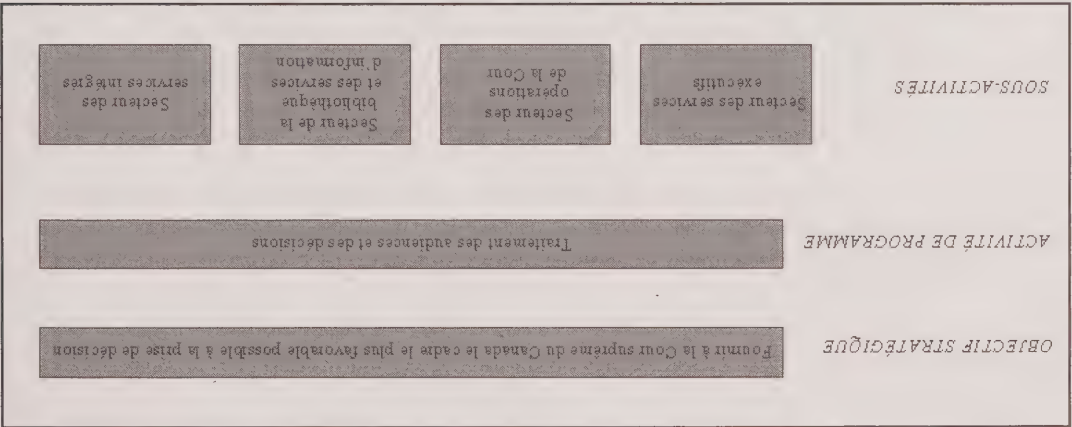 OBJECTIF STRATÉGIQUE
Fournir à la Cour suprême du Canada le cadre le plus favorable possible à la prise de décision
ACTIVITÉ DE PROGRAMME
Traitement des audiences et des décisions
SOUS-ACTIVITÉS
Secteur des services
exécutifs
Secteur des
opérations
de la Cour
Secteur de la
bibliothèque
et des services
d'information
Secteur des
services intégrés